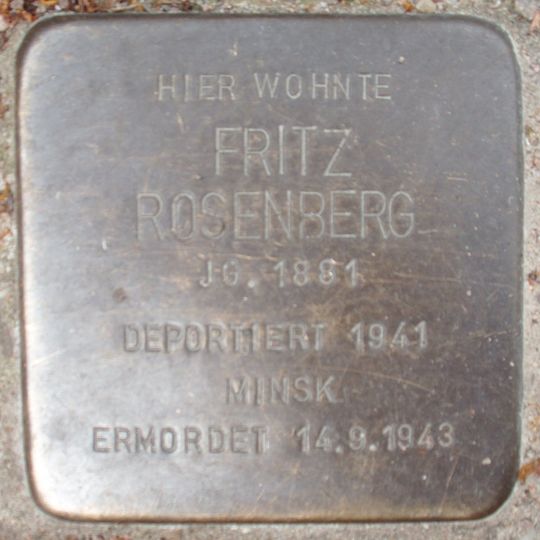 HIER WOHNTE
FRITZ
ROSENBERG
JG. 1881
DEPORTIERT 1941
MINSK
ERMORDET 14.9.1943